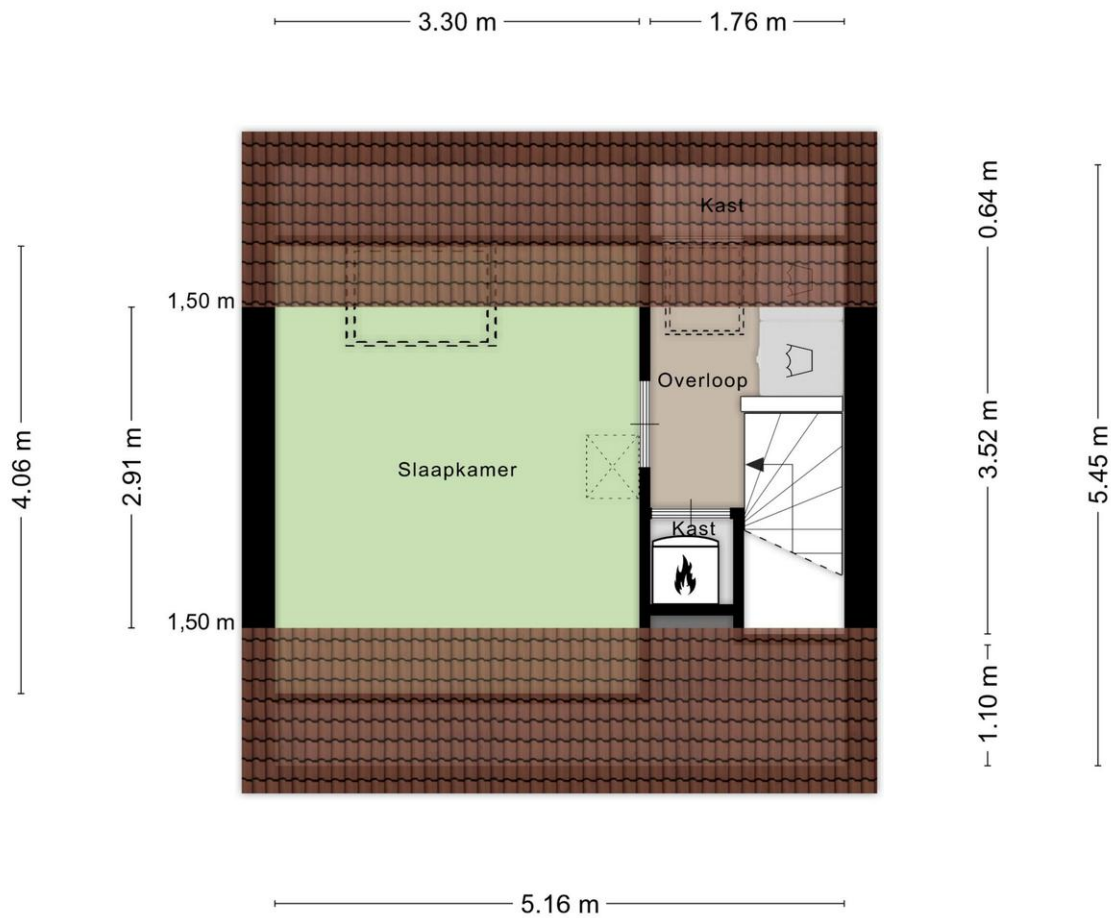 3.30 m
1.76 m
Kast
0.64 m
1,50 m
Overloop
4.06 m
2.91 m
Slaapkamer
3.52 m
5.45 m
Kast
1,50 m
1.10 m
5.16 m